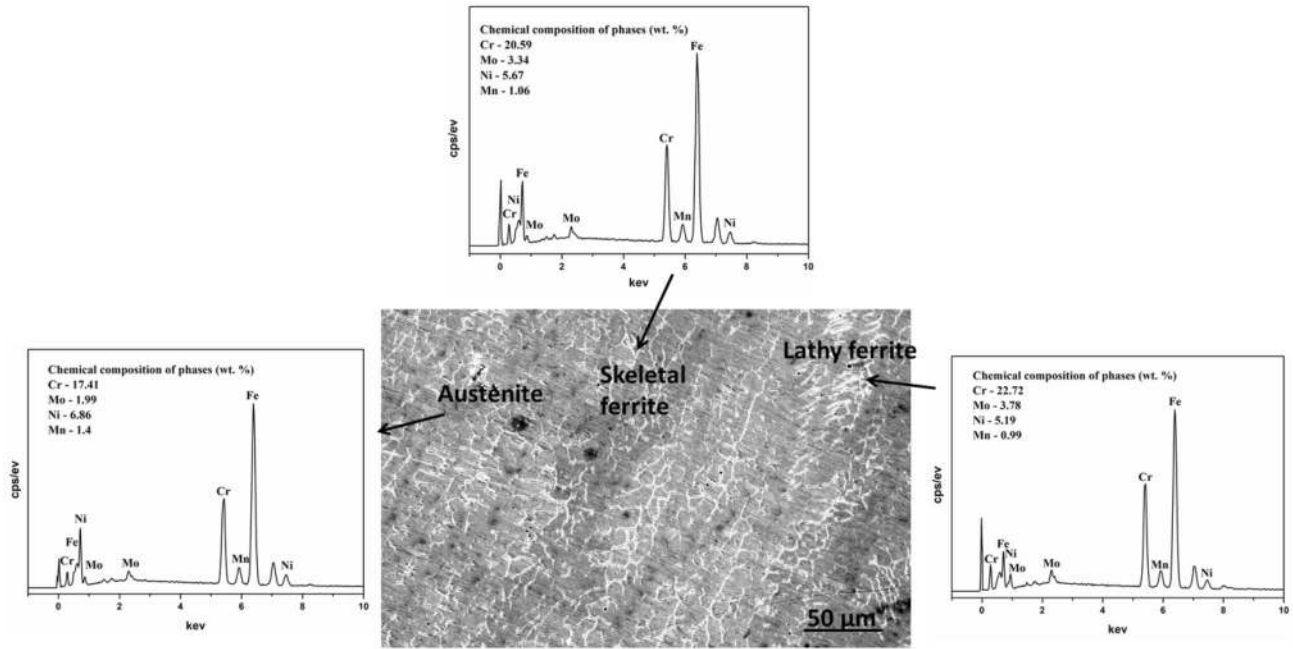 Chemical composition of phases (wt. %)
Cr - 20.59
Mo - 3.34
Ni - 5.67
Mn - 1.06
Fe
Cr
Fe
Ni
Cr
Mo
Mo
Mn
Ni
cps/ev
0 2 4 6 8 10
kev
Chemical composition of phases (wt. %)
Cr - 17.41
Mo - 1.99
Ni - 6.86
Mn - 1.4
Fe
Cr
Ni
Fe
Cr
Mo
Mo
Mn
Ni
cps/ev
0 2 4 6 8 10
kev
Austenite
Skeletal
ferrite
Lathy ferrite
50 μm
Chemical composition of phases (wt. %)
Cr - 22.72
Mo - 3.78
Ni - 5.19
Mn - 0.99
Fe
Cr
Fe
Ni
Cr
Mo
Mo
Mn
Ni
cps/ev
0 2 4 6 8 10
kev